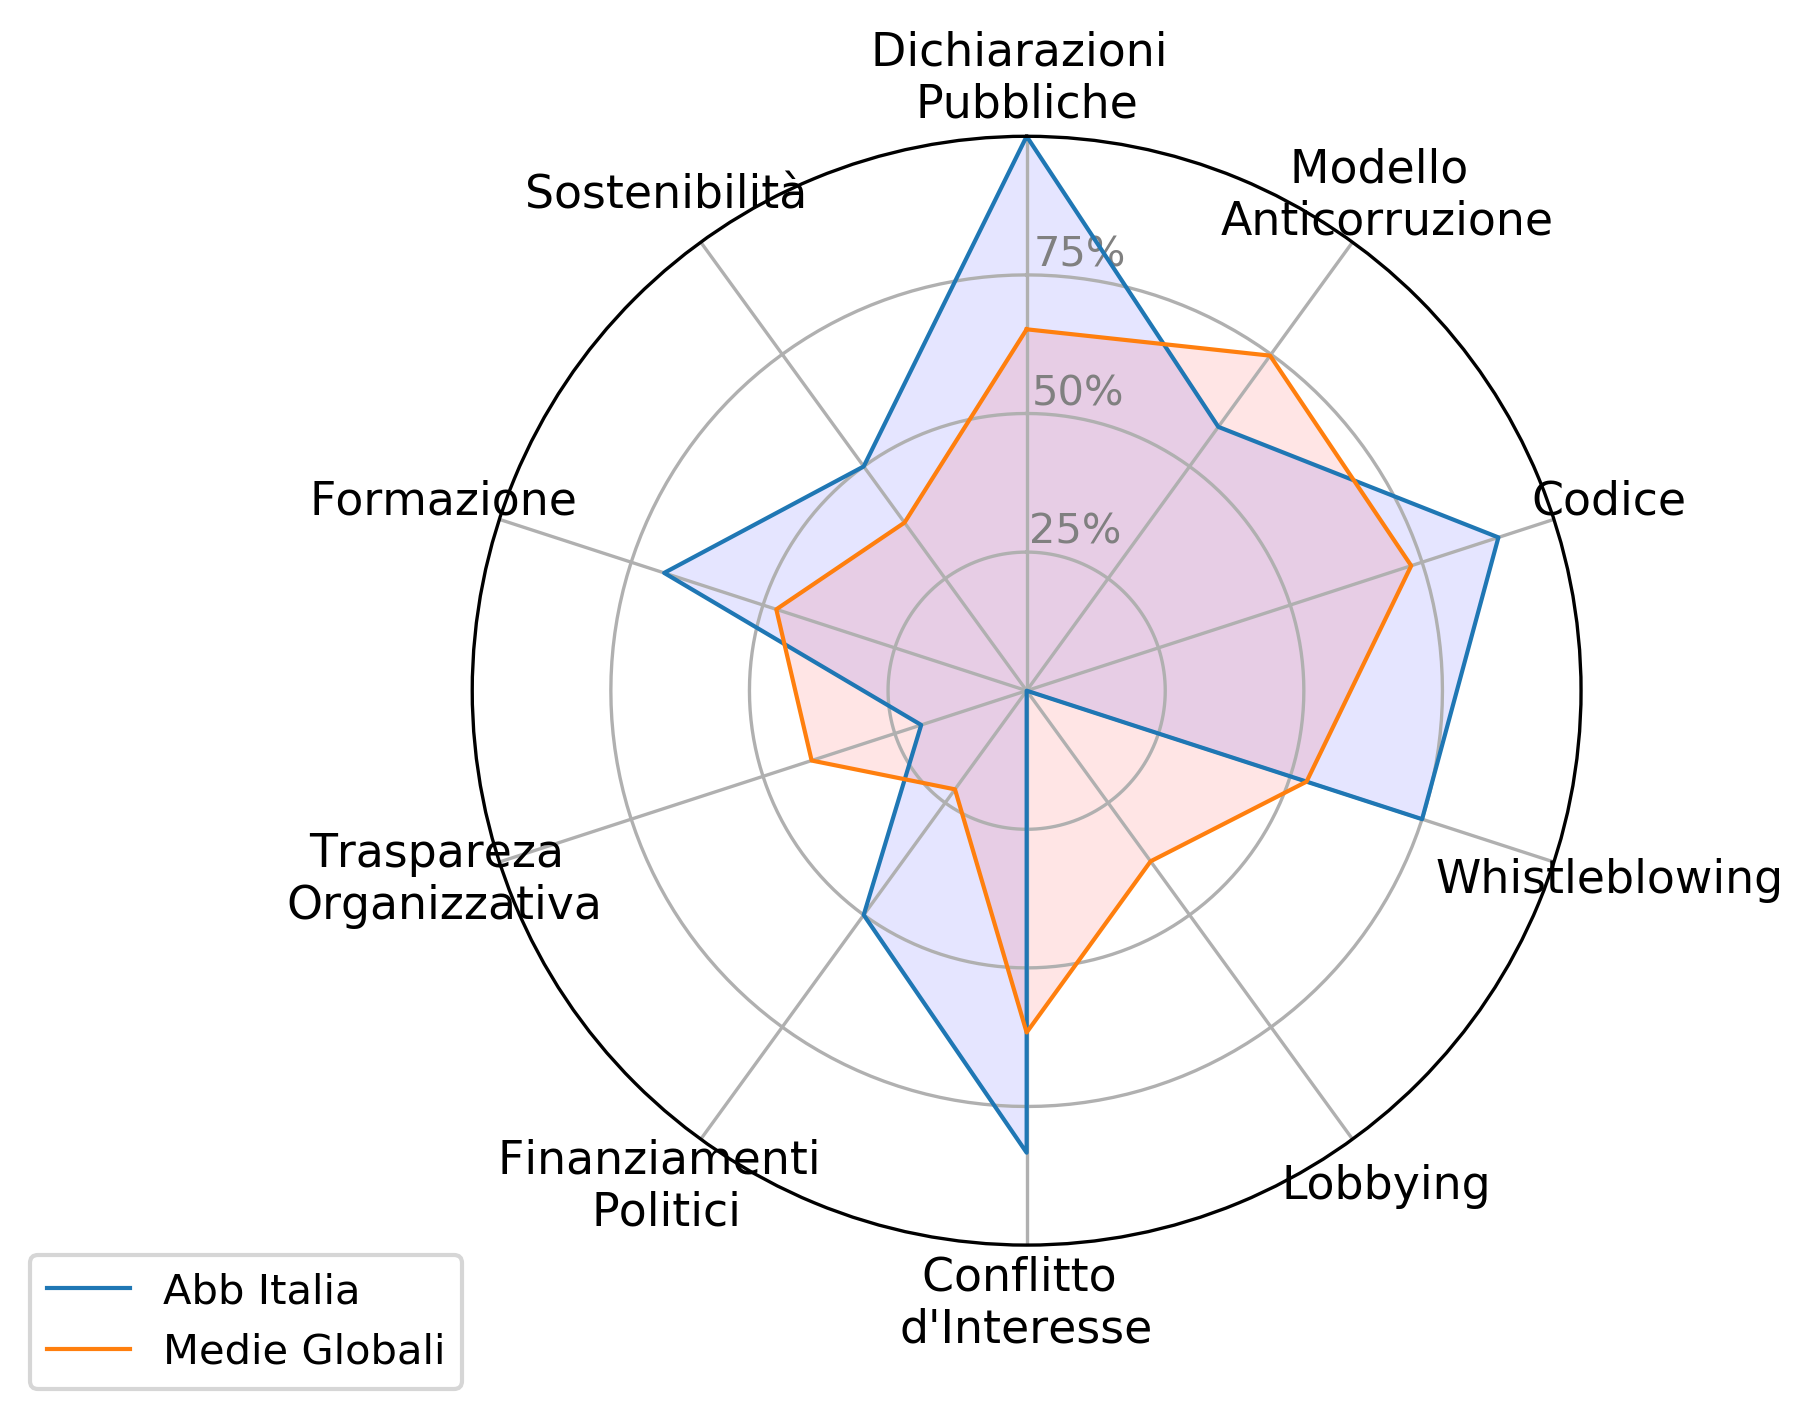 Dichiarazioni
Pubbliche
Modello
Anticorruzione
Sostenibilità
75%
50%
Formazione
Codice
25%
Traspareza
Organizzativa
Whistleblowing
Finanziamenti
Politici
Lobbying
Conflitto
d'Interesse
Abb Italia
Medie Globali